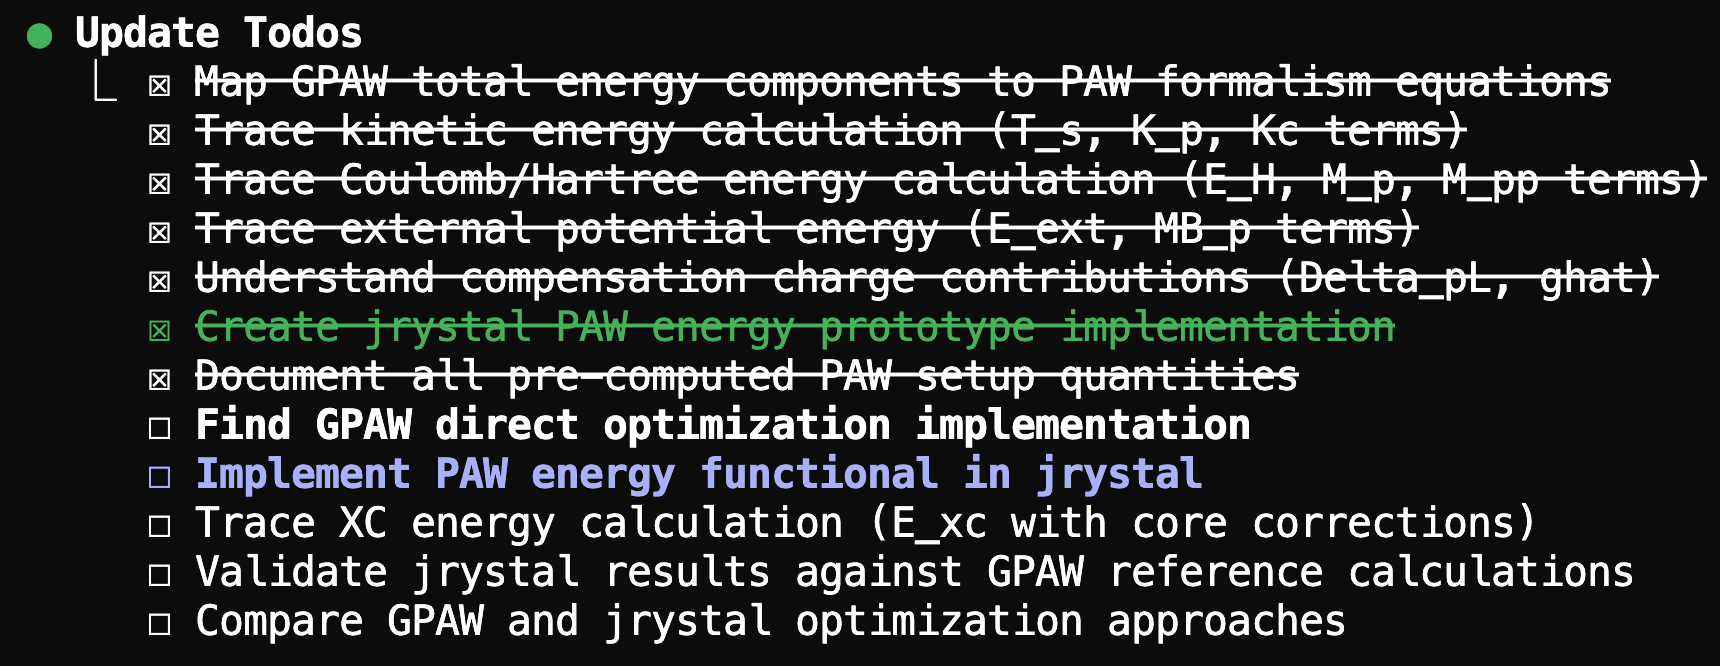 ● Update Todos
⎿ ☒ Map GPAW total energy components to PAW formalism equations
☒ Trace kinetic energy calculation (T_s, K_p, Kc terms)
☒ Trace Coulomb/Hartree energy calculation (E_H, M_p, M_pp terms)
☒ Trace external potential energy (E_ext, MB_p terms)
☒ Understand compensation charge contributions (Delta_pL, ghat)
☒ Create jrystal PAW energy prototype implementation
☒ Document all pre-computed PAW setup quantities
☐ Find GPAW direct optimization implementation
☐ Implement PAW energy functional in jrystal
☐ Trace XC energy calculation (E_xc with core corrections)
☐ Validate jrystal results against GPAW reference calculations
☐ Compare GPAW and jrystal optimization approaches